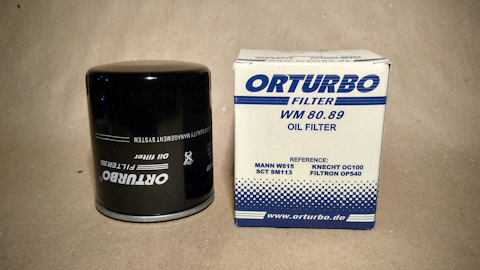 ORTURBO®
FILTERS
Oil filter
QUALITY MANAGEMENT SYSTEM
ORTURBO
FILTER
WM 80.89
OIL FILTER
REFERENCE:
MANN W815 KNECHT OC100
SCT SM113 FILTRON OP540
www.orturbo.de